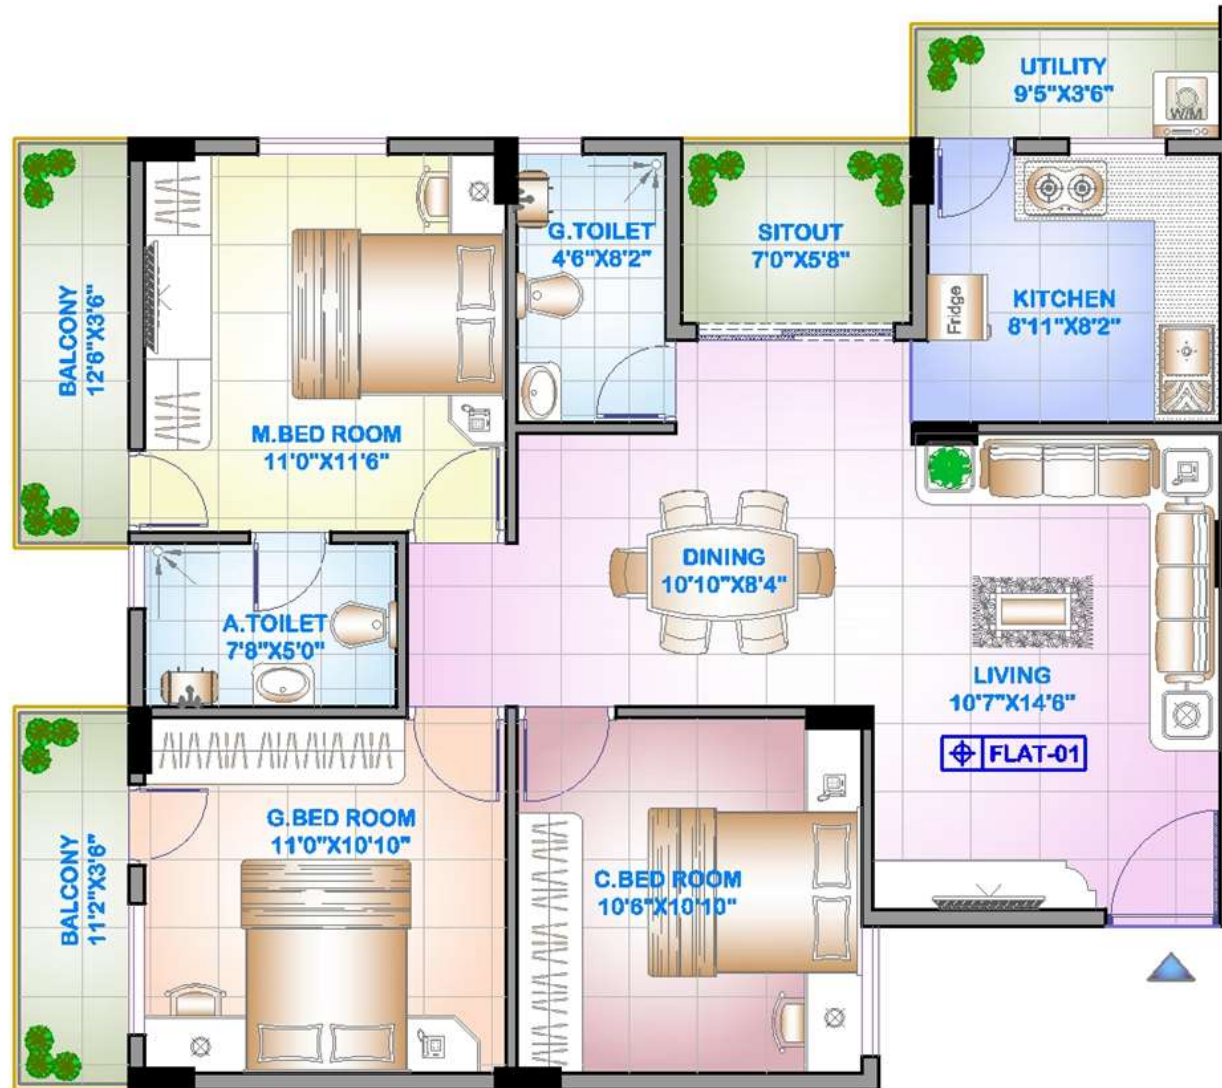 UTILITY
9'5"X3'6"
W/M
G.TOILET
4'6"X8'2"
SITOUT
7'0"X5'8"
KITCHEN
8'11"X8'2"
Fridge
BALCONY
12'6"X3'6"
M.BED ROOM
11'0"X11'6"
DINING
10'10"X8'4"
A.TOILET
7'8"X5'0"
LIVING
10'7"X14'6"
FLAT-01
G.BED ROOM
11'0"X10'10"
C.BED ROOM
10'6"X10'10"
BALCONY
11'2"X3'6"